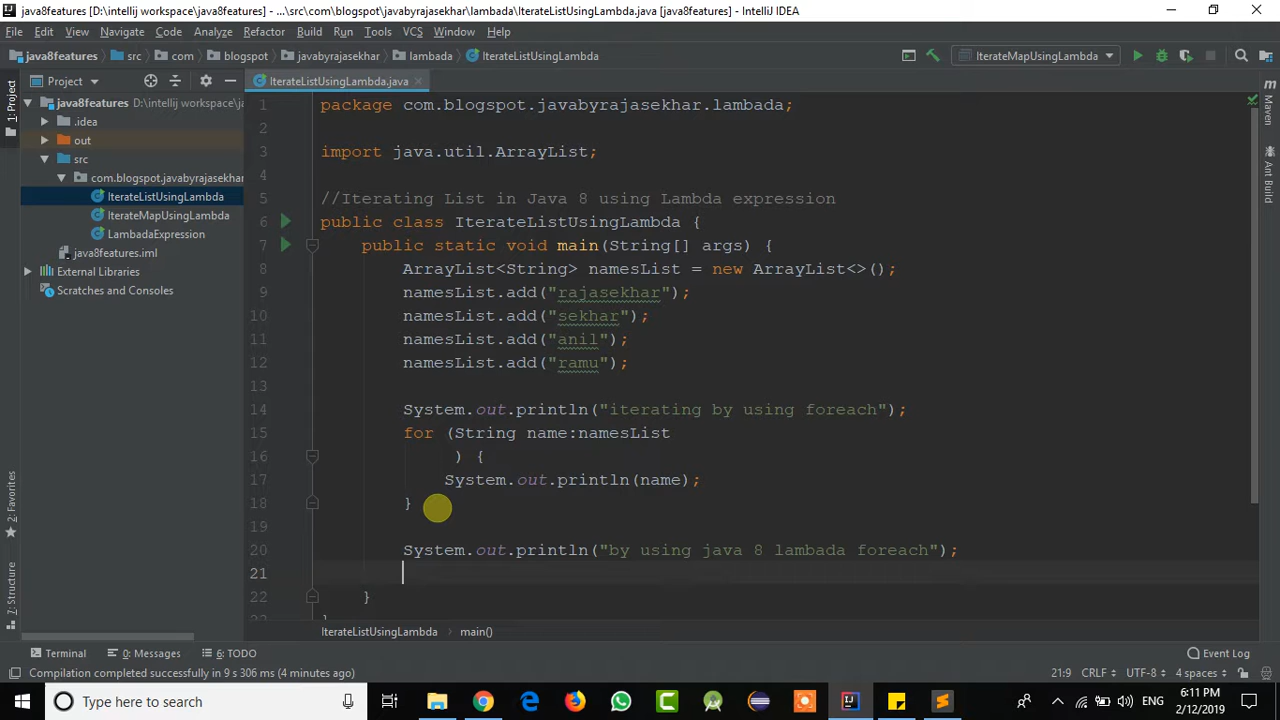 java8features [D:\intellij workspace\java8features] - ...\src\com\blogspot\javabyrajasekhar\lambada\IterateListUsingLambda.java [java8features] - IntelliJ IDEA
File Edit View Navigate Code Analyze Refactor Build Run Tools VCS Window Help
java8features src com blogspot javabyrajasekhar lambada IterateListUsingLambda IterateMapUsingLambda
Project IterateListUsingLambda.java
1: Project
2: Favorites
7: Structure
Maven
Ant Build
java8features D:\intellij workspace\ja
.idea
out
src
com.blogspot.javabyrajasekhar
IterateListUsingLambda
IterateMapUsingLambda
LambadaExpression
java8features.iml
External Libraries
Scratches and Consoles
1 package com.blogspot.javabyrajasekhar.lambada;
2
3 import java.util.ArrayList;
4
5 //Iterating List in Java 8 using Lambda expression
6 public class IterateListUsingLambda {
7 public static void main(String[] args) {
8 ArrayList<String> namesList = new ArrayList<>();
9 namesList.add("rajasekhar");
10 namesList.add("sekhar");
11 namesList.add("anil");
12 namesList.add("ramu");
13
14 System.out.println("iterating by using foreach");
15 for (String name:namesList
16 ) {
17 System.out.println(name);
18 }
19
20 System.out.println("by using java 8 lambada foreach");
21
22 }
IterateListUsingLambda main()
Terminal 0: Messages 6: TODO Event Log
Compilation completed successfully in 9 s 306 ms (4 minutes ago) 21:9 CRLF UTF-8 4 spaces
Type here to search ENG 6:11 PM
2/12/2019